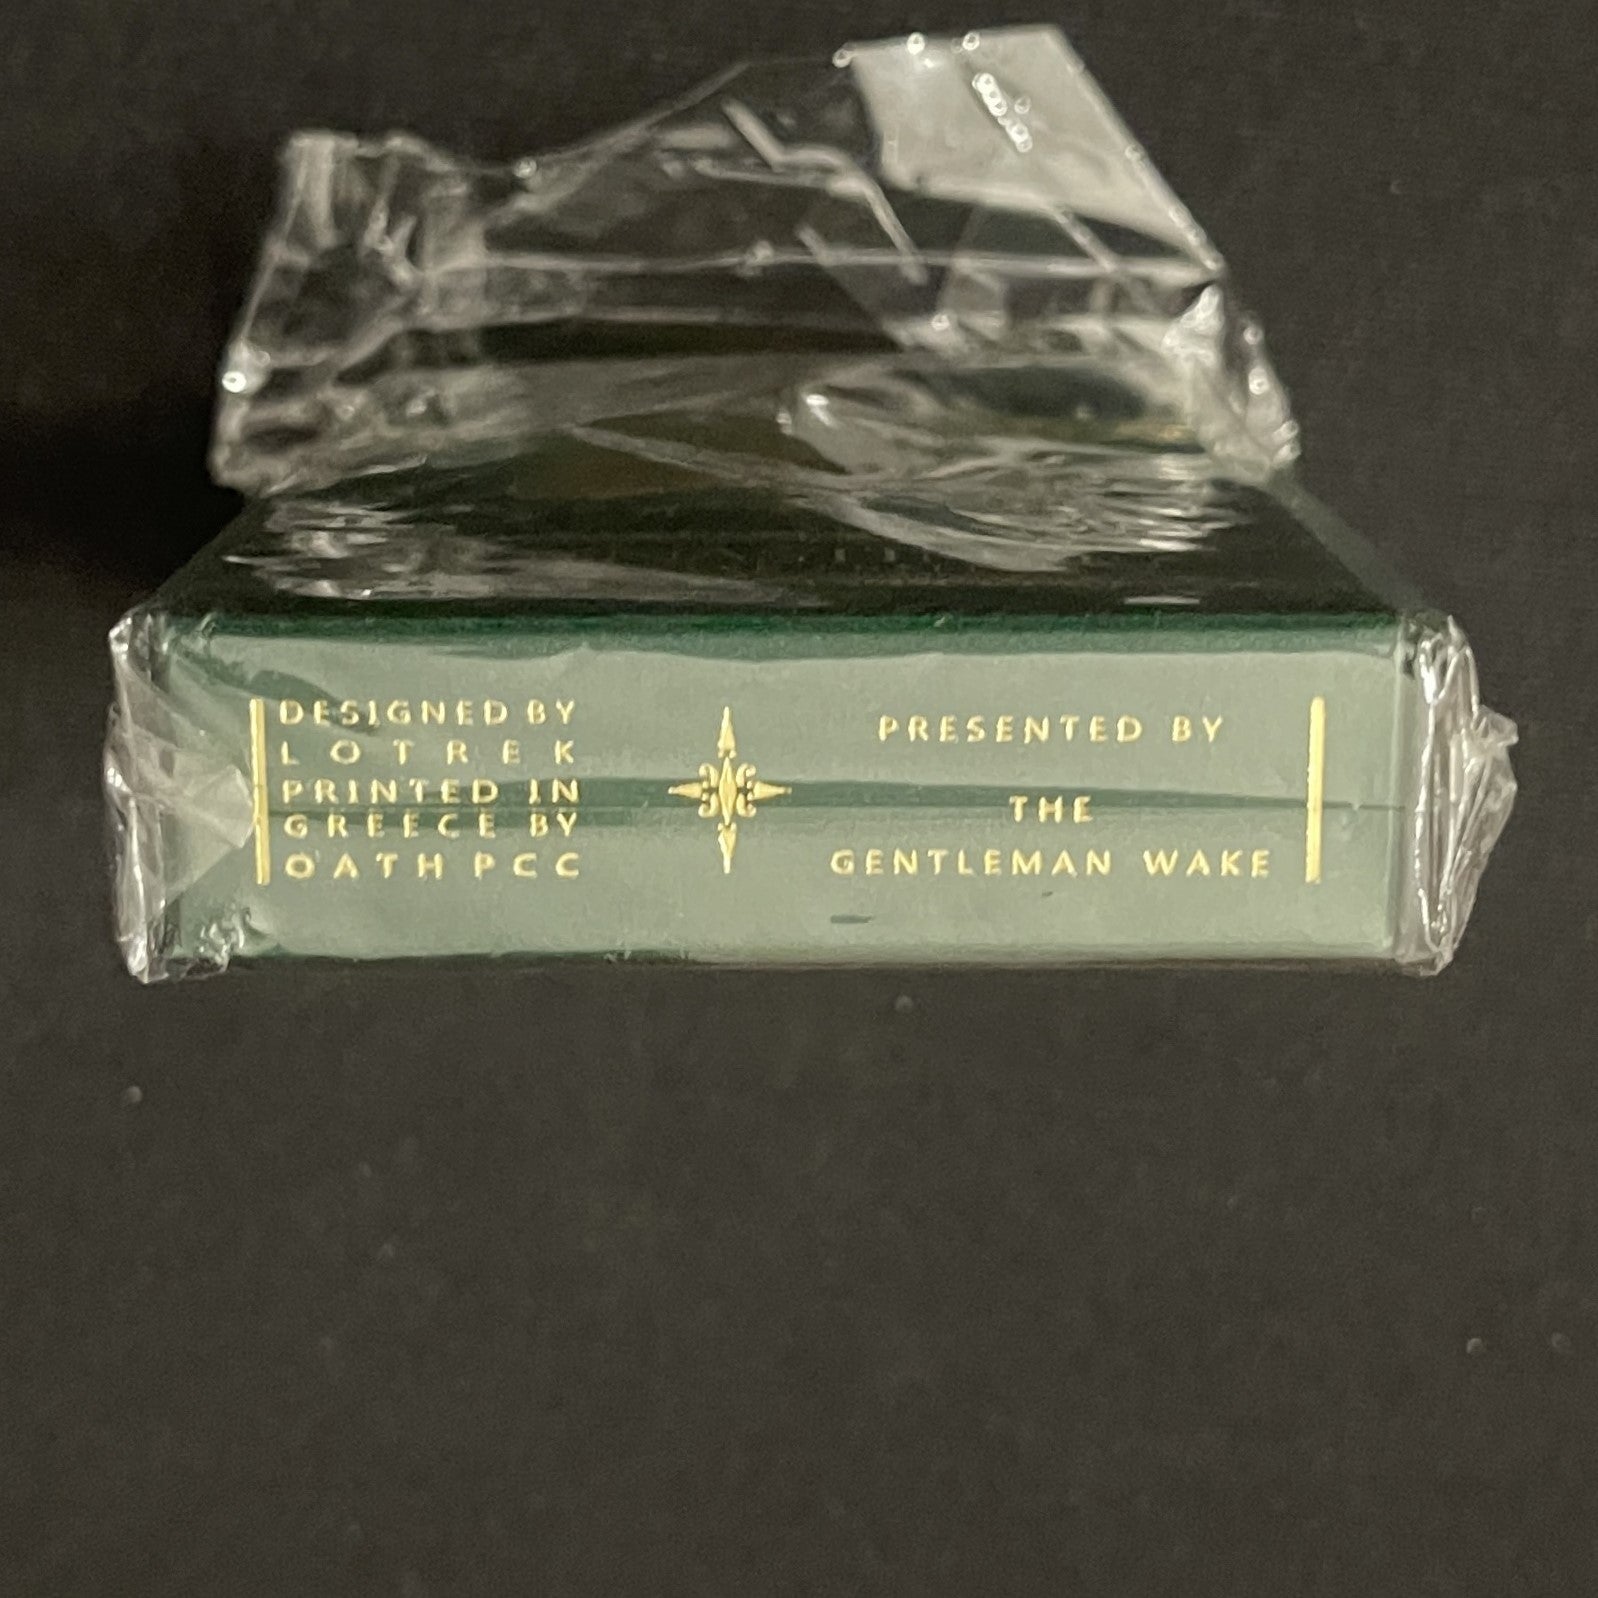 DESIGNED BY
LOTREK
PRINTED IN
GREECE BY
OATH PCC
PRESENTED BY
THE
GENTLEMAN WAKE